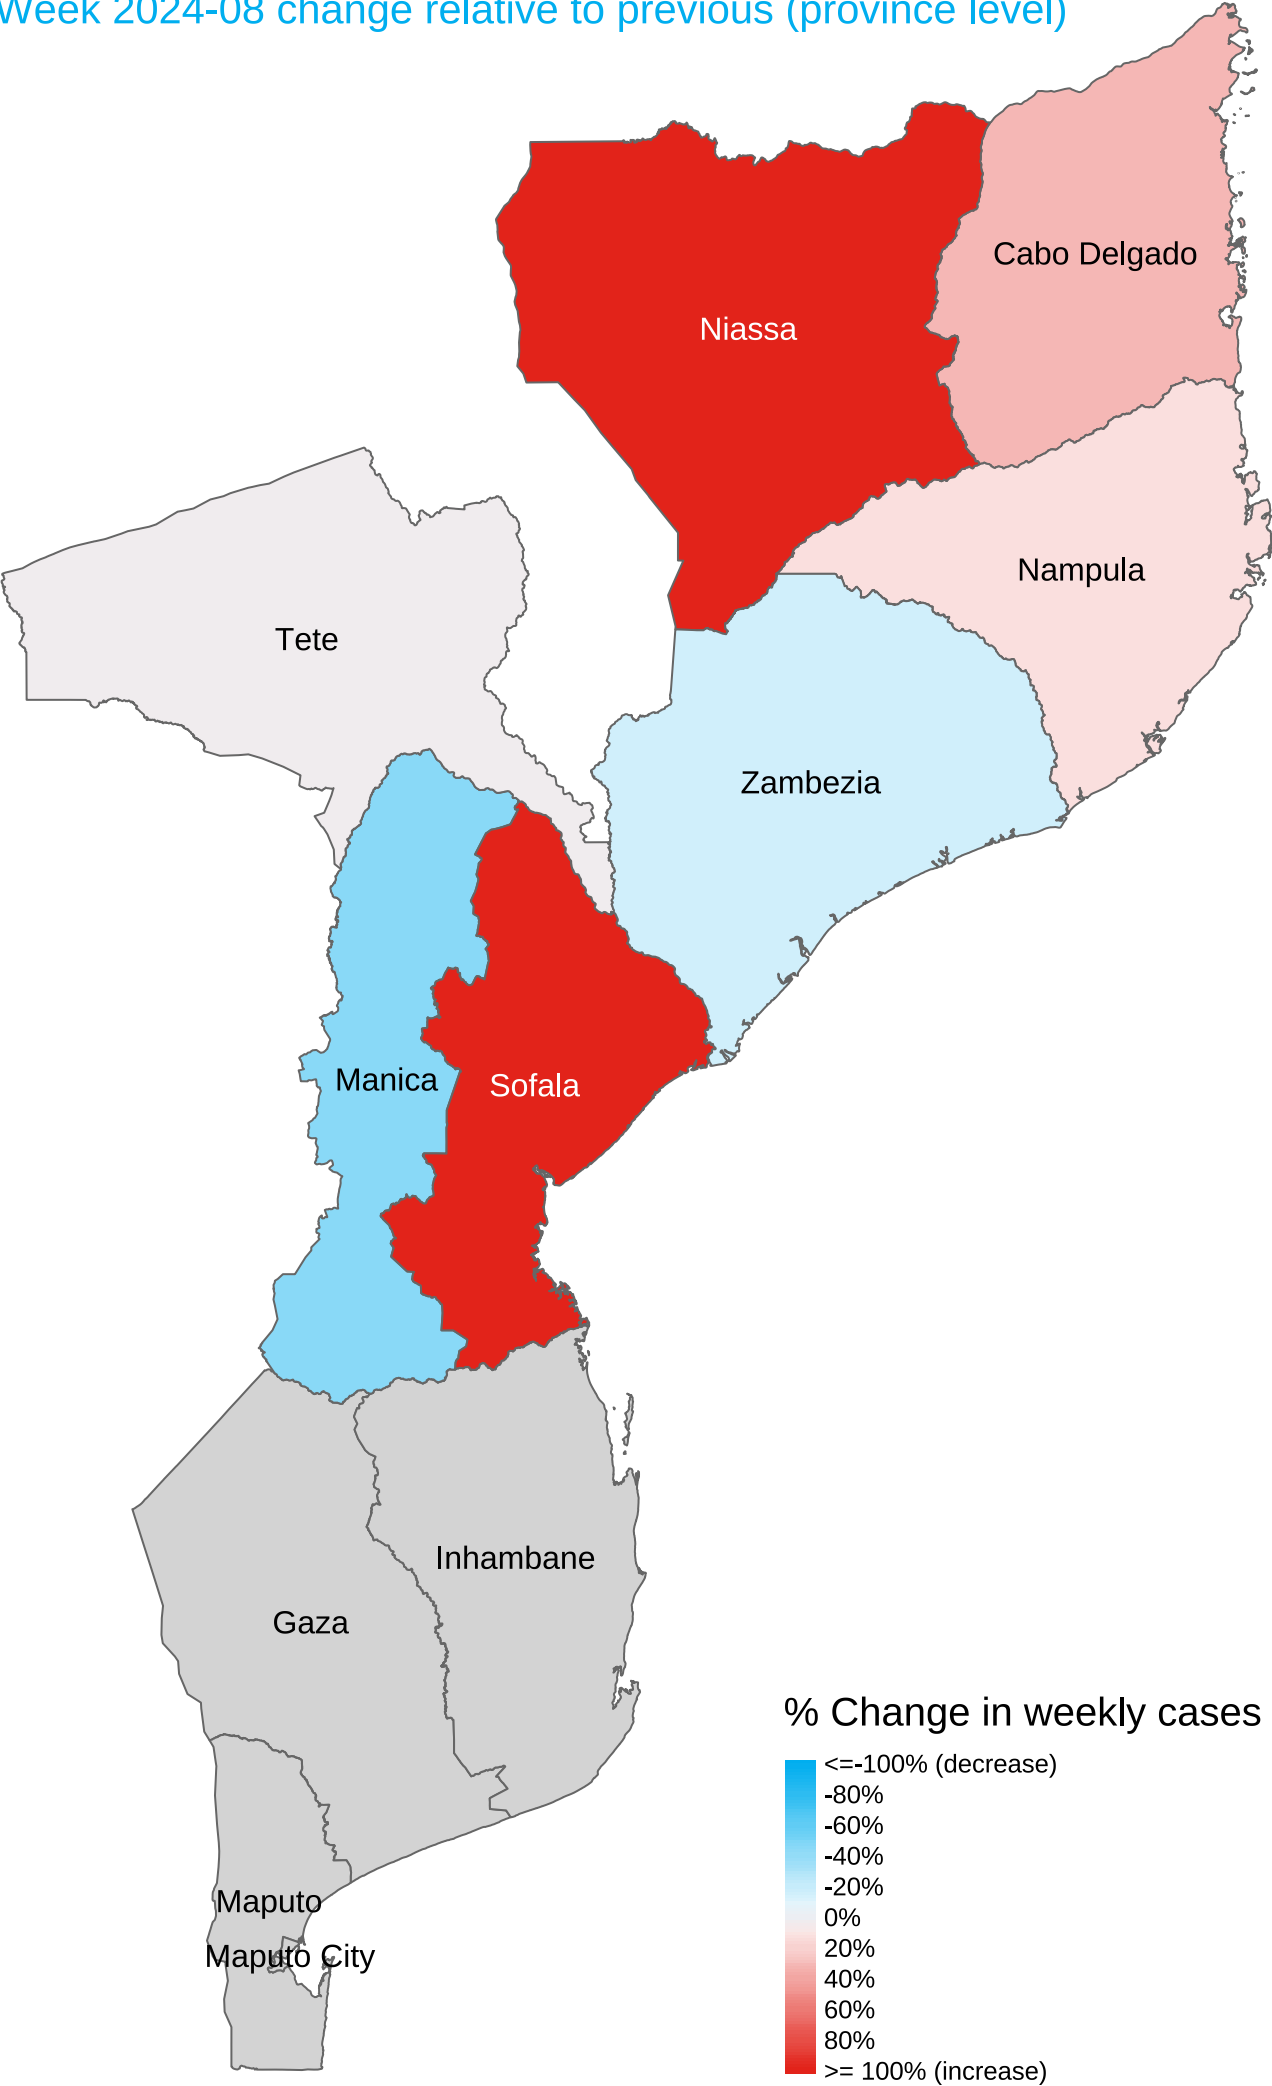 Week 2024-08 change relative to previous (province level)
Cabo Delgado
Niassa
Nampula
Tete
Zambezia
Manica
Sofala
Inhambane
Gaza
Maputo
Maputo City
% Change in weekly cases
<=-100% (decrease)
-80%
-60%
-40%
-20%
0%
20%
40%
60%
80%
>= 100% (increase)